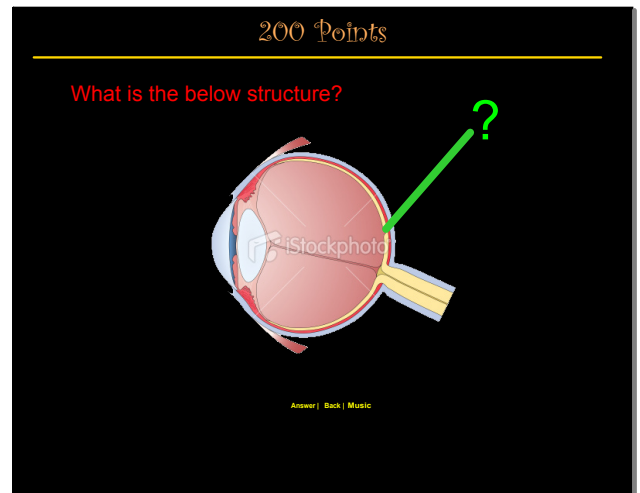 200 Points
What is the below structure?
?
iStockphoto
Answer | Back | Music